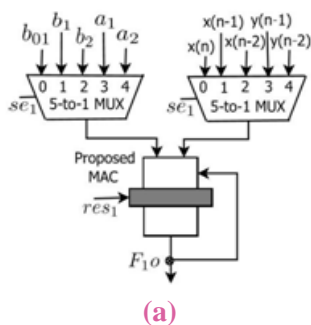 b₀₁ b₁ b₂ a₁ a₂
x(n) x(n-1) x(n-2) y(n-1) y(n-2)
0 1 2 3 4
5-to-1 MUX
se₁
0 1 2 3 4
5-to-1 MUX
se₁
Proposed
MAC
res₁
F₁o
(a)